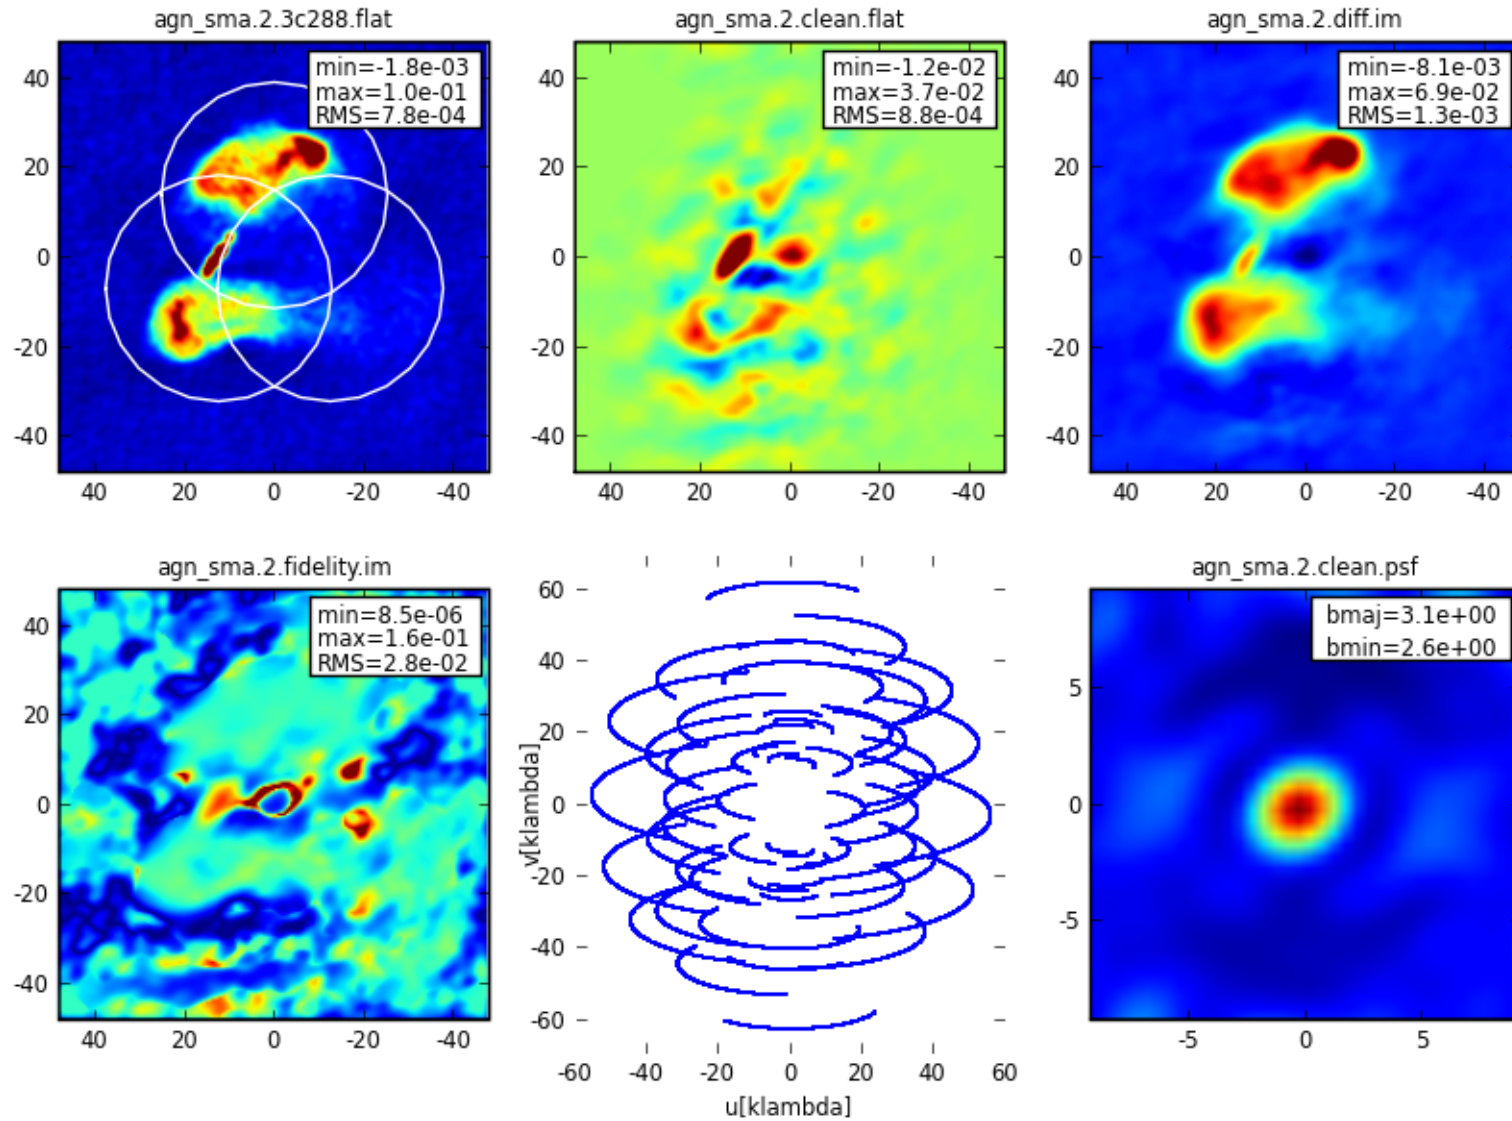 agn_sma.2.3c288.flat
min=-1.8e-03
max=1.0e-01
RMS=7.8e-04
40
20
0
-20
-40
40 20 0 -20 -40
agn_sma.2.clean.flat
min=-1.2e-02
max=3.7e-02
RMS=8.8e-04
40
20
0
-20
-40
40 20 0 -20 -40
agn_sma.2.diff.im
min=-8.1e-03
max=6.9e-02
RMS=1.3e-03
40
20
0
-20
-40
40 20 0 -20 -40
agn_sma.2.fidelity.im
min=8.5e-06
max=1.6e-01
RMS=2.8e-02
40
20
0
-20
-40
40 20 0 -20 -40
60
40
20
0
-20
-40
-60
v[klambda]
-60 -40 -20 0 20 40 60
u[klambda]
agn_sma.2.clean.psf
bmaj=3.1e+00
bmin=2.6e+00
5
0
-5
-5 0 5